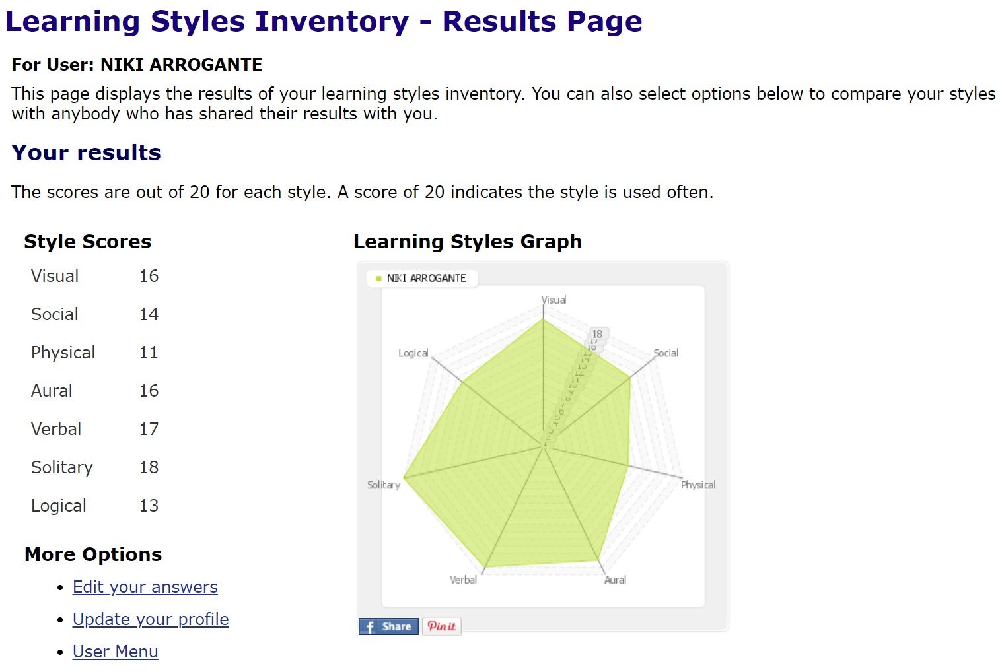 Learning Styles Inventory - Results Page
For User: NIKI ARROGANTE
This page displays the results of your learning styles inventory. You can also select options below to compare your styles
with anybody who has shared their results with you.
Your results
The scores are out of 20 for each style. A score of 20 indicates the style is used often.
Style Scores
Visual 16
Social 14
Physical 11
Aural 16
Verbal 17
Solitary 18
Logical 13
More Options
Edit your answers
Update your profile
User Menu
Learning Styles Graph
NIKI ARROGANTE
Visual
18
Logical
Social
Solitary
Physical
Verbal
Aural
f Share
Pin it